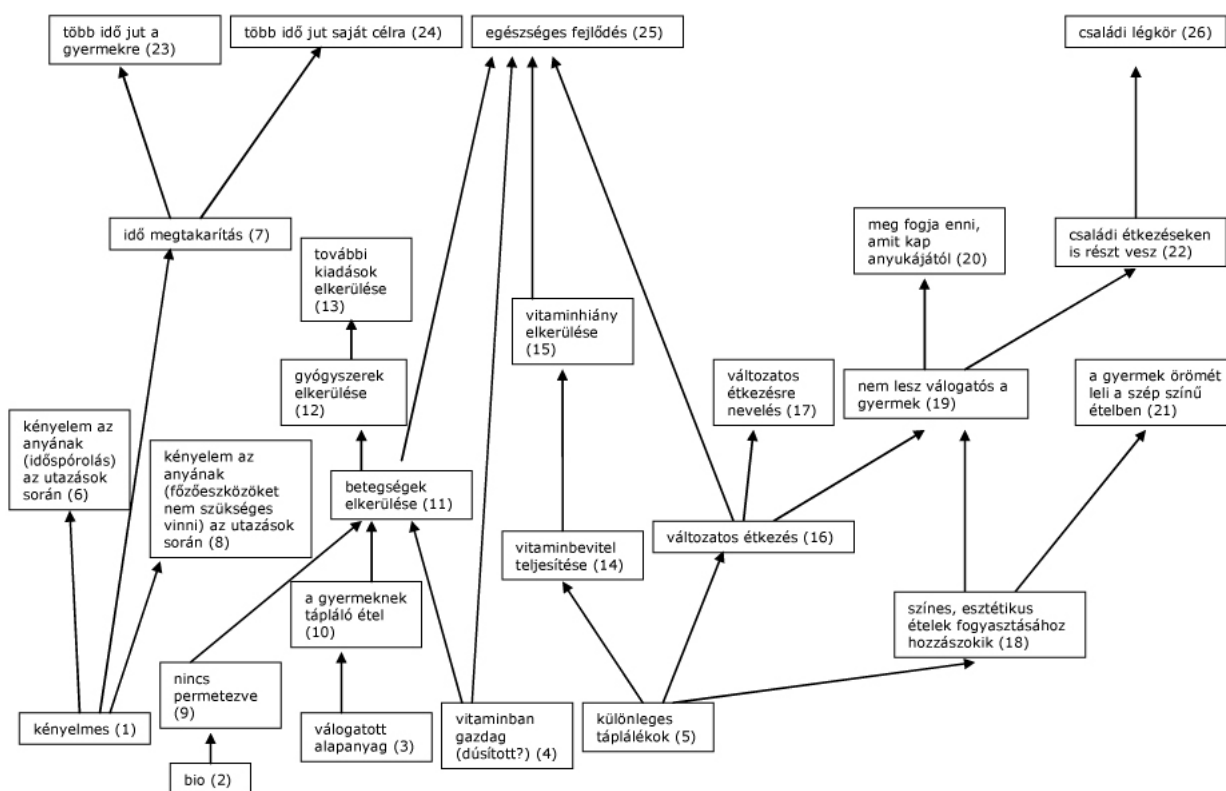 több idő jut a
gyermekre (23)
több idő jut saját célra (24)
egészséges fejlődés (25)
családi légkör (26)
idő megtakarítás (7)
meg fogja enni,
amit kap
anyukájától (20)
családi étkezéseken
is részt vesz (22)
további
kiadások
elkerülése
(13)
vitaminhiány
elkerülése
(15)
gyógyszerek
elkerülése
(12)
változatos
étkezésre
nevelés (17)
nem lesz válogatós a
gyermek (19)
a gyermek örömét
leli a szép színű
ételben (21)
kényelem az
anyának
(időspórolás)
az utazások
során (6)
kényelem az
anyának
(főzőeszközöket
nem szükséges
vinni) az utazások
során (8)
betegségek
elkerülése (11)
vitaminbevitel
teljesítése (14)
változatos étkezés (16)
a gyermeknek
tápláló étel
(10)
színes, esztétikus
ételek fogyasztásához
hozzászokik (18)
nincs
permetezve
(9)
kényelmes (1)
válogatott
alapanyag (3)
vitaminban
gazdag
(dúsított?) (4)
különleges
táplálékok (5)
bio (2)